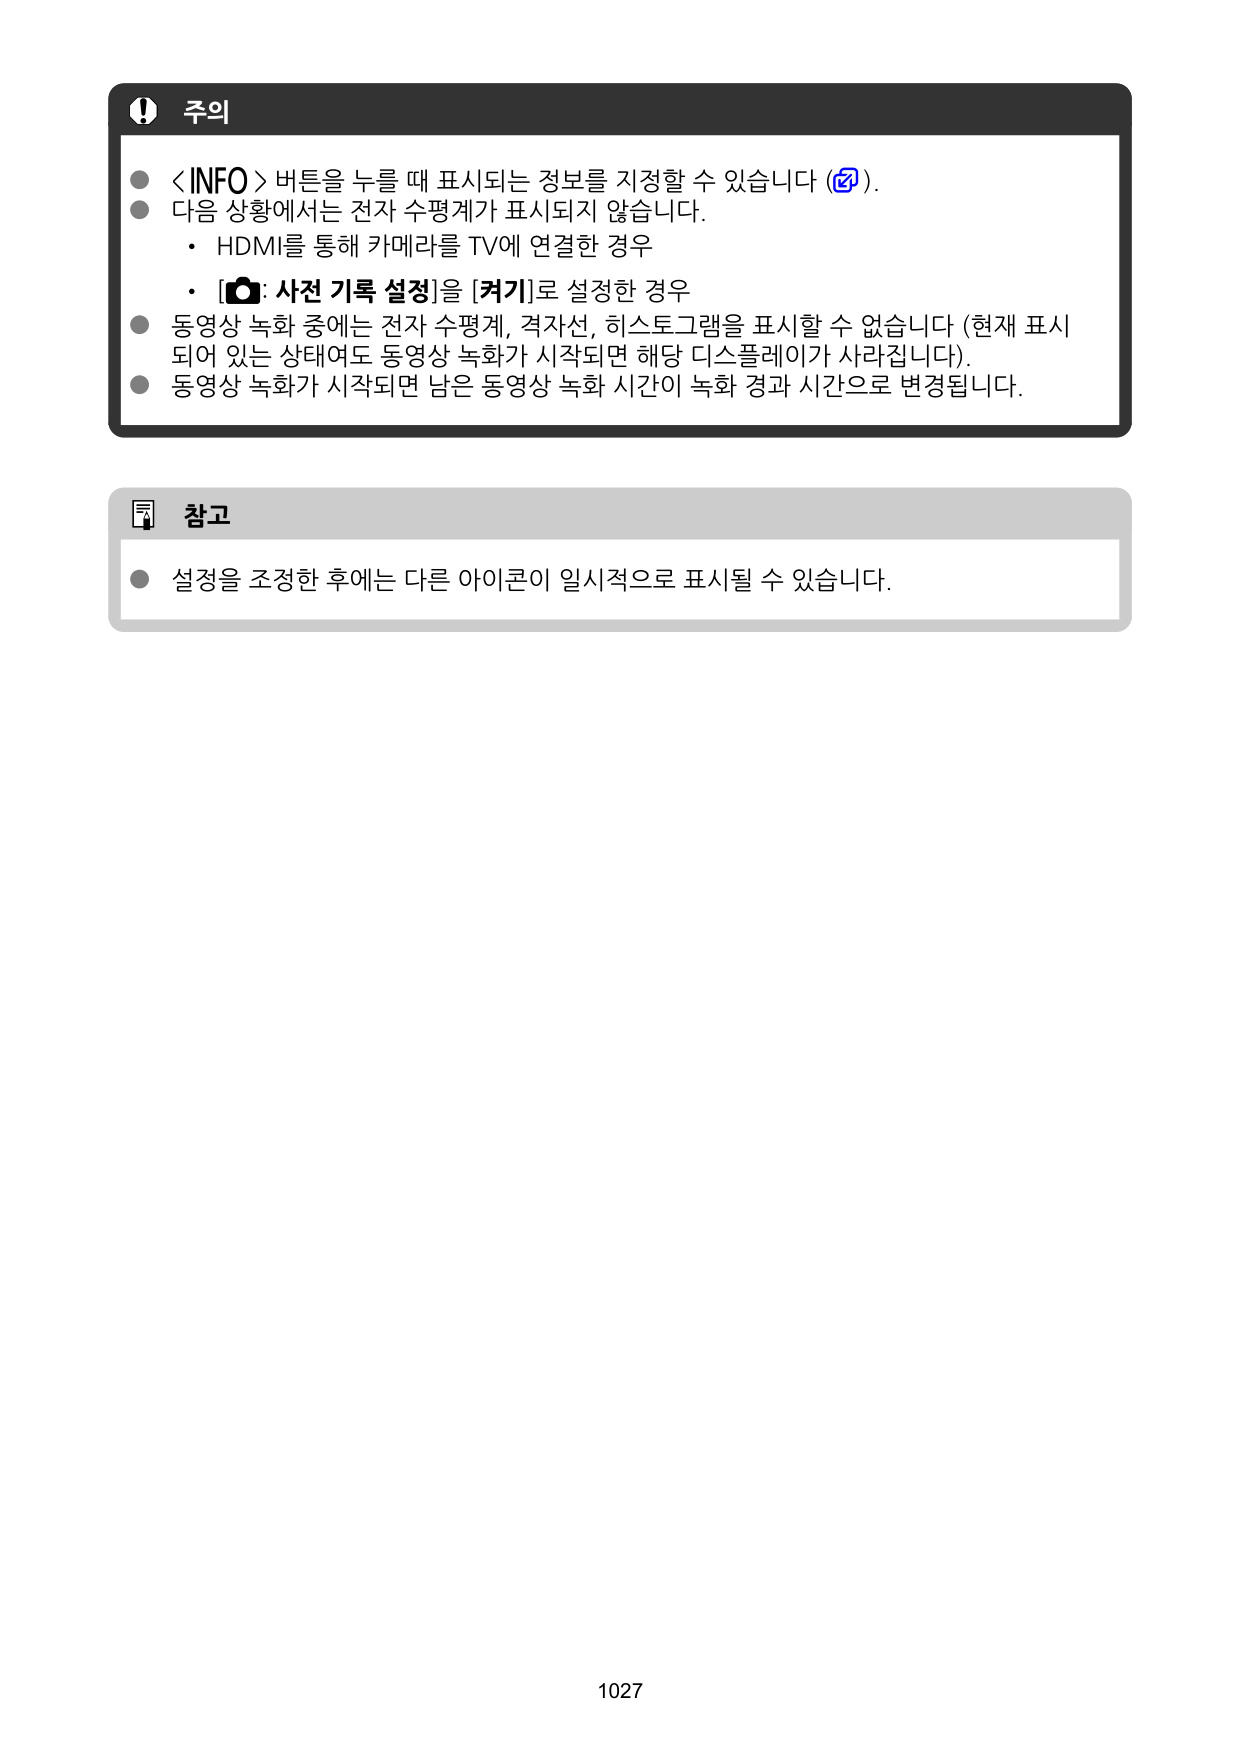 주의
● <INFO> 버튼을 누를 때 표시되는 정보를 지정할 수 있습니다 ( ).
● 다음 상황에서는 전자 수평계가 표시되지 않습니다.
• HDMI를 통해 카메라를 TV에 연결한 경우
• [ : 사전 기록 설정]을 [켜기]로 설정한 경우
● 동영상 녹화 중에는 전자 수평계, 격자선, 히스토그램을 표시할 수 없습니다 (현재 표시
되어 있는 상태여도 동영상 녹화가 시작되면 해당 디스플레이가 사라집니다).
● 동영상 녹화가 시작되면 남은 동영상 녹화 시간이 녹화 경과 시간으로 변경됩니다.
참고
● 설정을 조정한 후에는 다른 아이콘이 일시적으로 표시될 수 있습니다.
1027